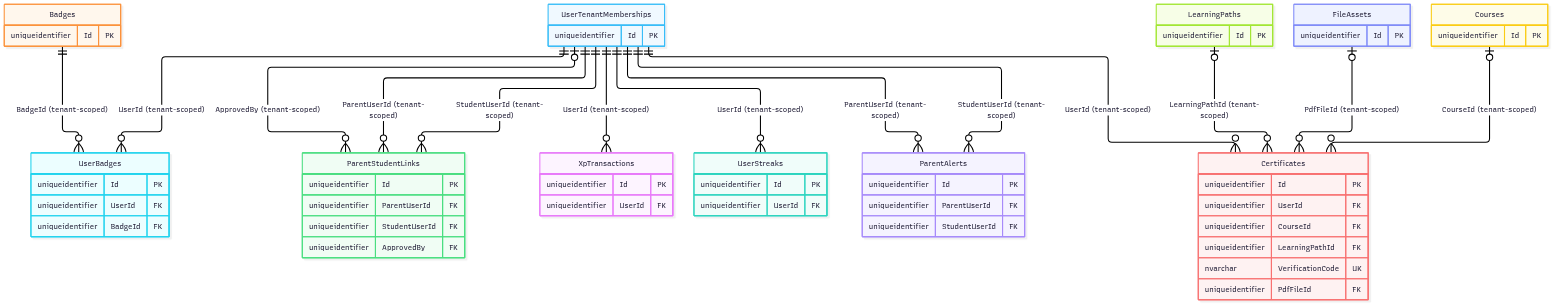 Badges
uniqueidentifier Id PK
UserTenantMemberships
uniqueidentifier Id PK
LearningPaths
uniqueidentifier Id PK
FileAssets
uniqueidentifier Id PK
Courses
uniqueidentifier Id PK
BadgeId (tenant-scoped)
UserId (tenant-scoped)
ApprovedBy (tenant-scoped)
ParentUserId (tenant-
scoped)
StudentUserId (tenant-
scoped)
UserId (tenant-scoped)
UserId (tenant-scoped)
ParentUserId (tenant-
scoped)
StudentUserId (tenant-
scoped)
UserId (tenant-scoped)
LearningPathId (tenant-
scoped)
PdfFileId (tenant-scoped)
CourseId (tenant-scoped)
UserBadges
uniqueidentifier Id PK
uniqueidentifier UserId FK
uniqueidentifier BadgeId FK
ParentStudentLinks
uniqueidentifier Id PK
uniqueidentifier ParentUserId FK
uniqueidentifier StudentUserId FK
uniqueidentifier ApprovedBy FK
XpTransactions
uniqueidentifier Id PK
uniqueidentifier UserId FK
UserStreaks
uniqueidentifier Id PK
uniqueidentifier UserId FK
ParentAlerts
uniqueidentifier Id PK
uniqueidentifier ParentUserId FK
uniqueidentifier StudentUserId FK
Certificates
uniqueidentifier Id PK
uniqueidentifier UserId FK
uniqueidentifier CourseId FK
uniqueidentifier LearningPathId FK
nvarchar VerificationCode UK
uniqueidentifier PdfFileId FK